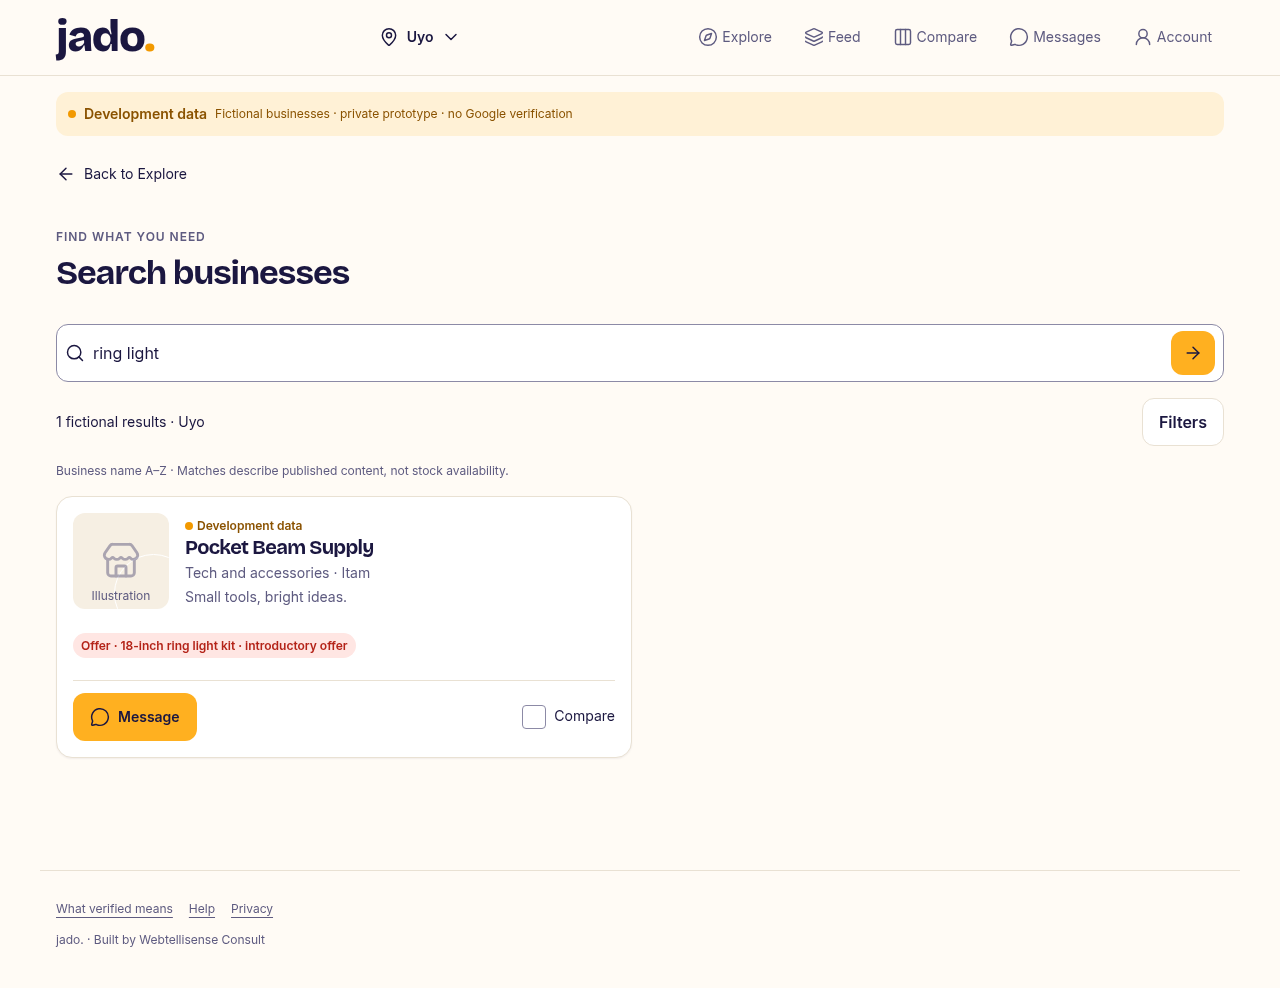 jado.
Uyo
Explore
Feed
Compare
Messages
Account
Development data Fictional businesses · private prototype · no Google verification
Back to Explore
FIND WHAT YOU NEED
Search businesses
ring light
1 fictional results · Uyo
Filters
Business name A–Z · Matches describe published content, not stock availability.
Illustration
Development data
Pocket Beam Supply
Tech and accessories · Itam
Small tools, bright ideas.
Offer · 18-inch ring light kit · introductory offer
Message
Compare
What verified means Help Privacy
jado. · Built by Webtellisense Consult